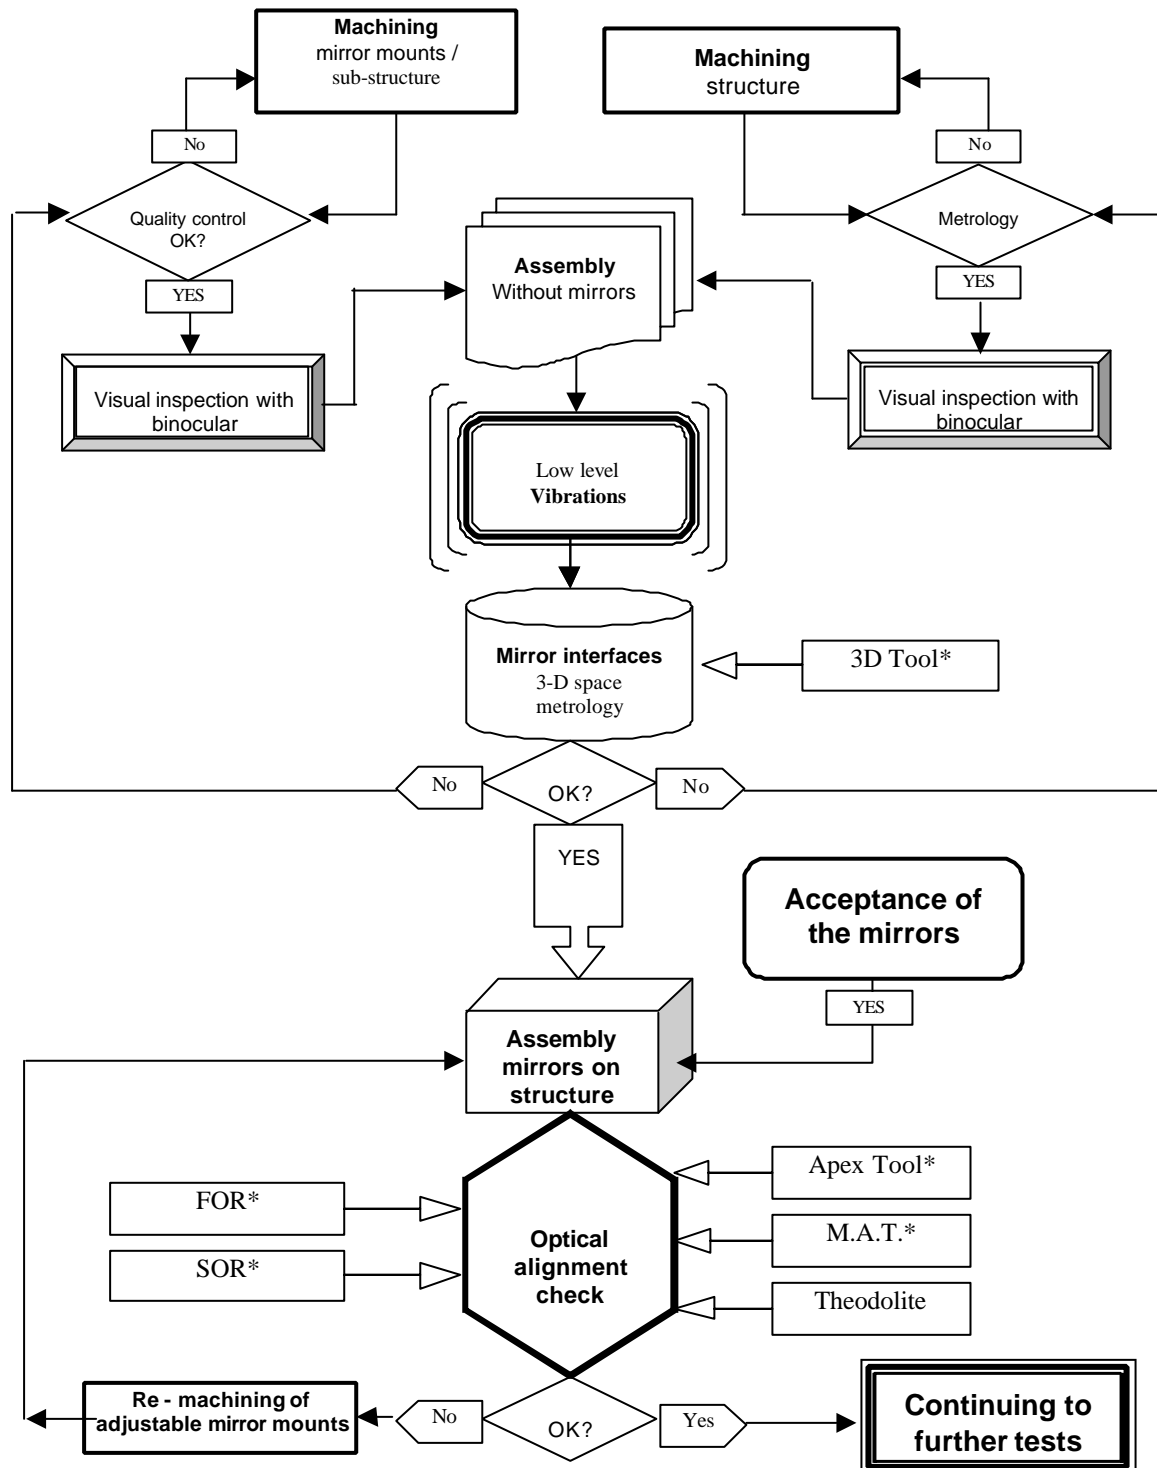 Machining
mirror mounts /
sub-structure
Machining
structure
No
No
Quality control
OK?
Metrology
Assembly
Without mirrors
YES
YES
Visual inspection with
binocular
Visual inspection with
binocular
Low level
Vibrations
Mirror interfaces
3-D space
metrology
3D Tool*
No
OK?
No
YES
Acceptance of
the mirrors
YES
Assembly
mirrors on
structure
Apex Tool*
FOR*
M.A.T.*
SOR*
Optical
alignment
check
Theodolite
Re - machining of
adjustable mirror mounts
No
OK?
Yes
Continuing to
further tests